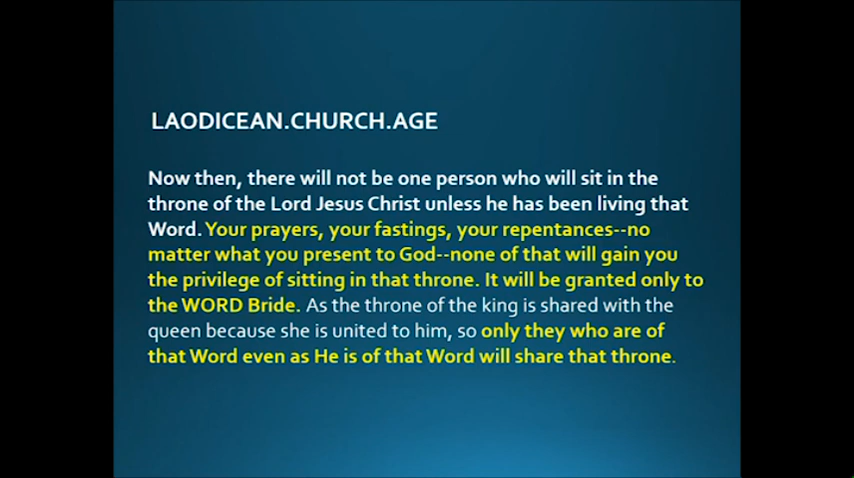 LAODICEAN.CHURCH.AGE
Now then, there will not be one person who will sit in the
throne of the Lord Jesus Christ unless he has been living that
Word. Your prayers, your fastings, your repentances--no
matter what you present to God--none of that will gain you
the privilege of sitting in that throne. It will be granted only to
the WORD Bride. As the throne of the king is shared with the
queen because she is united to him, so only they who are of
that Word even as He is of that Word will share that throne.